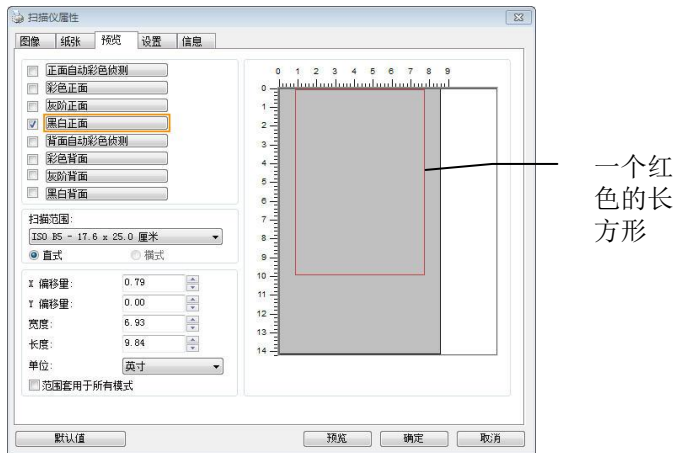 扫描仪属性
图像 纸张 预览 设置 信息
正面自动彩色侦测
彩色正面
灰阶正面
黑白正面
背面自动彩色侦测
彩色背面
灰阶背面
黑白背面
扫描范围:
ISO B5 - 17.6 x 25.0 厘米
直式 横式
X 偏移量: 0.79
Y 偏移量: 0.00
宽度: 6.93
长度: 9.84
单位: 英寸
范围套用于所有模式
0 1 2 3 4 5 6 7 8 9
0
1
2
3
4
5
6
7
8
9
10
11
12
13
14
一个红
色的长
方形
默认值 预览 确定 取消